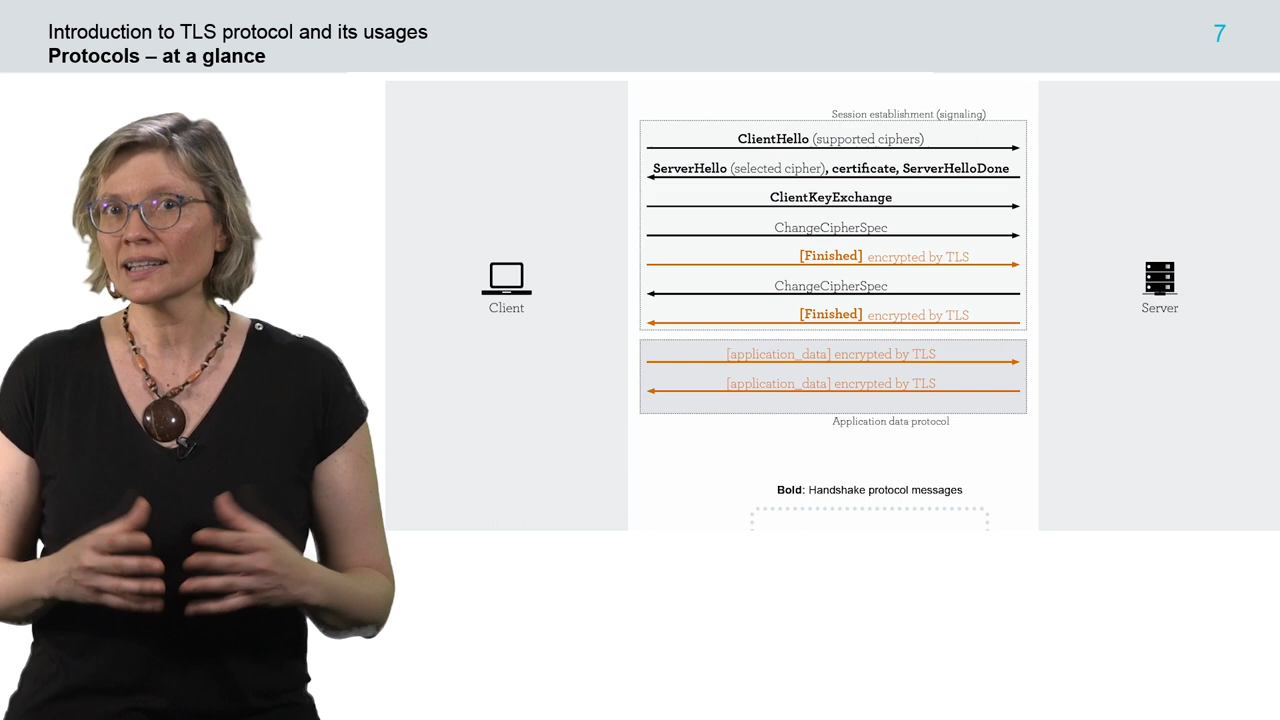 Introduction to TLS protocol and its usages
Protocols – at a glance
7
Session establishment (signaling)
ClientHello (supported ciphers)
ServerHello (selected cipher), certificate, ServerHelloDone
ClientKeyExchange
ChangeCipherSpec
[Finished] encrypted by TLS
ChangeCipherSpec
[Finished] encrypted by TLS
Client
Server
[application_data] encrypted by TLS
[application_data] encrypted by TLS
Application data protocol
Bold: Handshake protocol messages